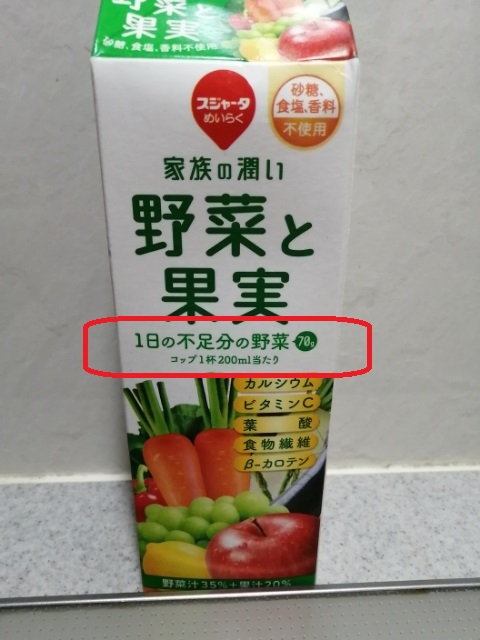 野菜と
果実
砂糖、食塩、香料不使用
スジャータ
めいらく
砂糖、
食塩、香料
不使用
家族の潤い
野菜と
果実
1日の不足分の野菜 70g
コップ1杯200ml当たり
カルシウム
ビタミンC
葉酸
食物繊維
β-カロテン
野菜汁35%+果汁20%